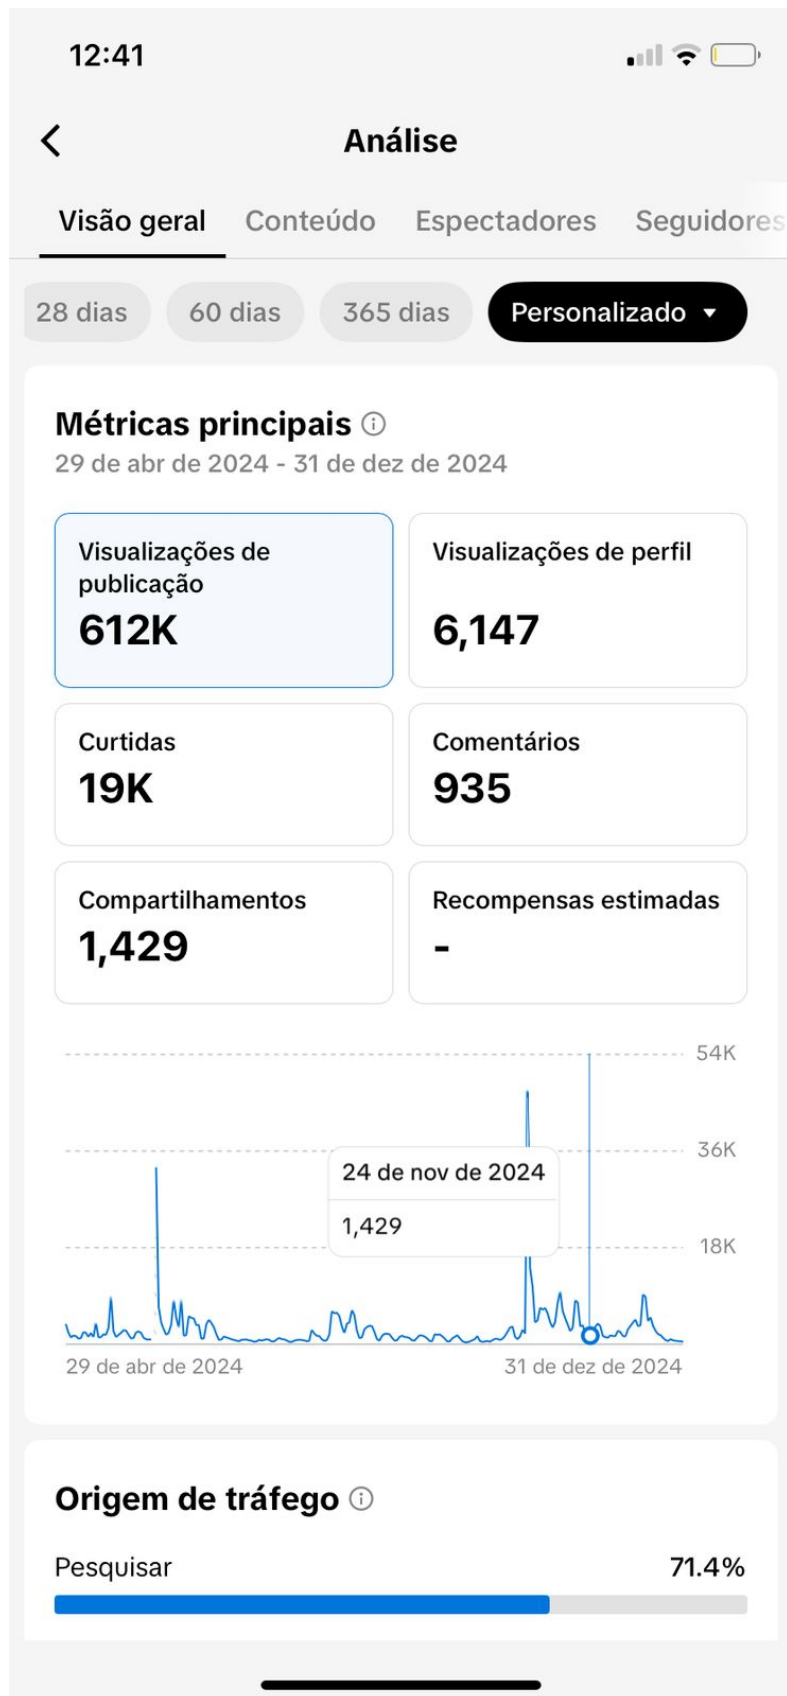 12:41
Análise
Visão geral Conteúdo Espectadores Seguidores
28 dias 60 dias 365 dias Personalizado
Métricas principais
29 de abr de 2024 - 31 de dez de 2024
Visualizações de
publicação
612K
Visualizações de perfil
6,147
Curtidas
19K
Comentários
935
Compartilhamentos
1,429
Recompensas estimadas
-
54K
36K
24 de nov de 2024
1,429
18K
29 de abr de 2024 31 de dez de 2024
Origem de tráfego
Pesquisar 71.4%